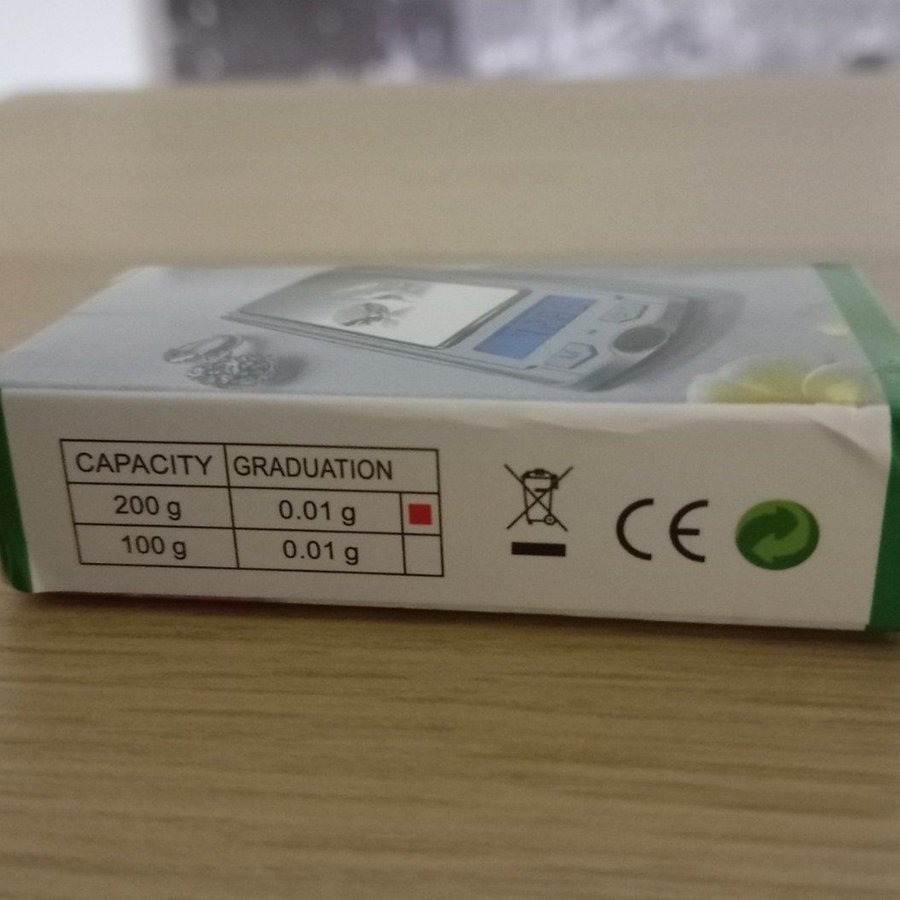 CAPACITY GRADUATION
200 g 0.01 g
100 g 0.01 g
CE